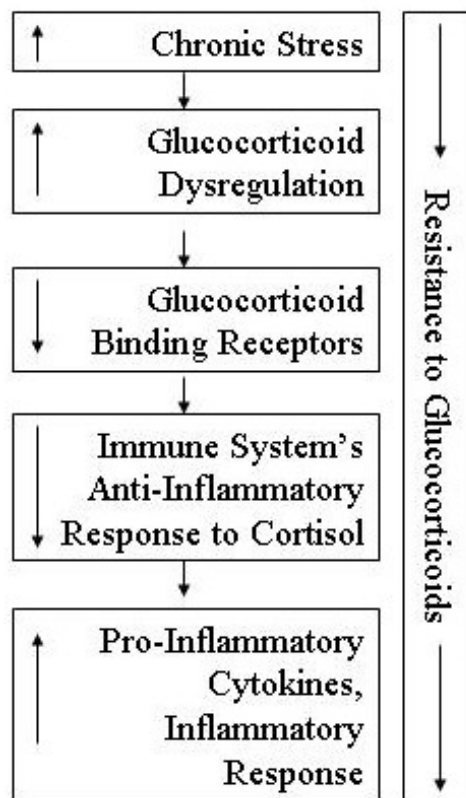 Chronic Stress
Glucocorticoid
Dysregulation
Glucocorticoid
Binding Receptors
Immune System's
Anti-Inflammatory
Response to Cortisol
Pro-Inflammatory
Cytokines,
Inflammatory
Response
Resistance to Glucocorticoids